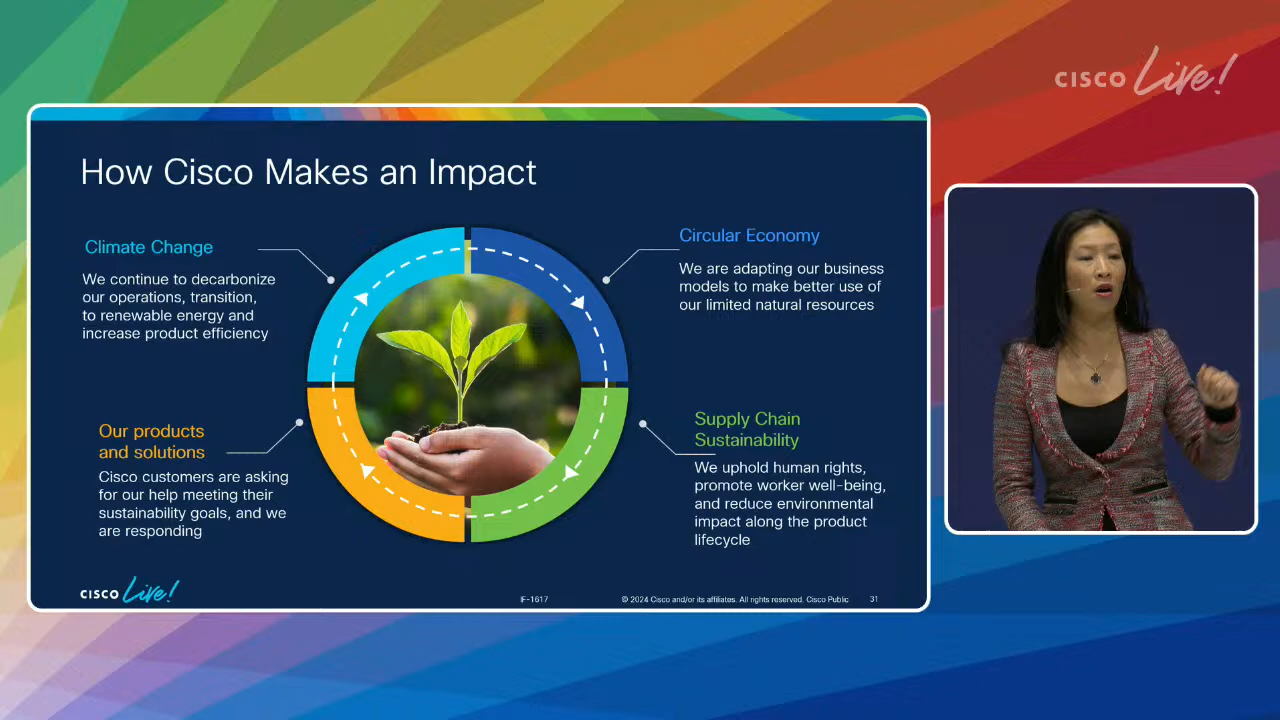 CISCO Live!
How Cisco Makes an Impact
Climate Change
We continue to decarbonize
our operations, transition,
to renewable energy and
increase product efficiency
Circular Economy
We are adapting our business
models to make better use of
our limited natural resources
Our products
and solutions
Cisco customers are asking
for our help meeting their
sustainability goals, and we
are responding
Supply Chain
Sustainability
We uphold human rights,
promote worker well-being,
and reduce environmental
impact along the product
lifecycle
CISCO Live!
IF-1617
© 2024 Cisco and/or its affiliates. All rights reserved. Cisco Public
31